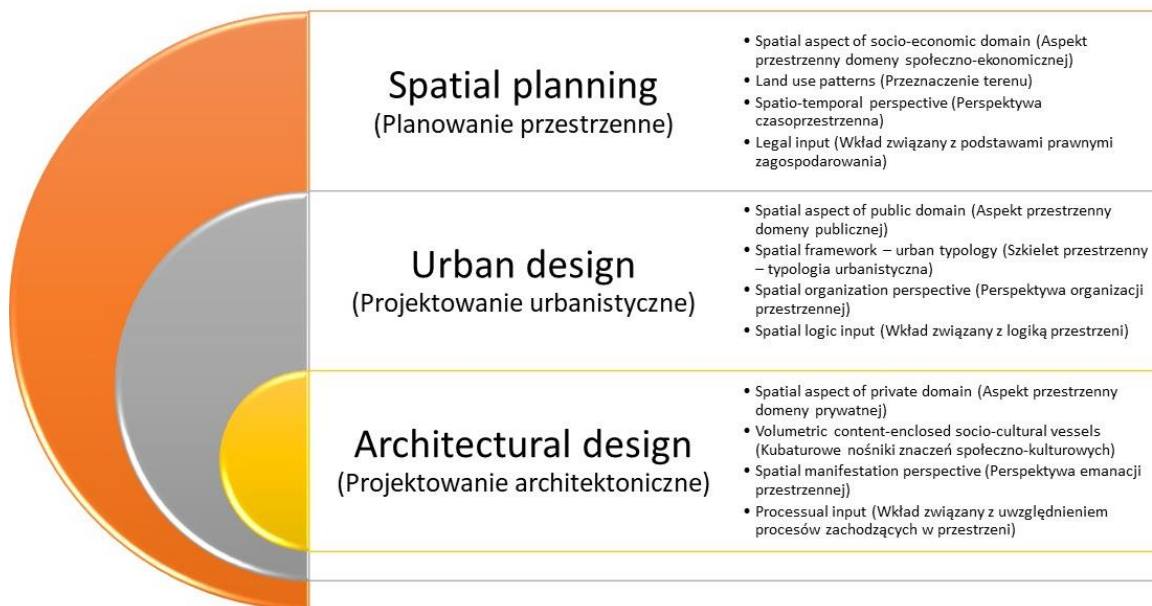 Spatial planning
(Planowanie przestrzenne)
• Spatial aspect of socio-economic domain (Aspekt
przestrzenny domeny społeczno-ekonomicznej)
• Land use patterns (Przeznaczenie terenu)
• Spatio-temporal perspective (Perspektywa
czasoprzestrzenna)
• Legal input (Wkład związany z podstawami prawnymi
zagospodarowania)
Urban design
(Projektowanie urbanistyczne)
• Spatial aspect of public domain (Aspekt przestrzenny
domeny publicznej)
• Spatial framework – urban typology (Szkielet przestrzenny
– typologia urbanistyczna)
• Spatial organization perspective (Perspektywa organizacji
przestrzennej)
• Spatial logic input (Wkład związany z logiką przestrzeni)
Architectural design
(Projektowanie architektoniczne)
• Spatial aspect of private domain (Aspekt przestrzenny
domeny prywatnej)
• Volumetric content-enclosed socio-cultural vessels
(Kubaturowe nośniki znaczeń społeczno-kulturowych)
• Spatial manifestation perspective (Perspektywa emanacji
przestrzennej)
• Processual input (Wkład związany z uwzględnieniem
procesów zachodzących w przestrzeni)